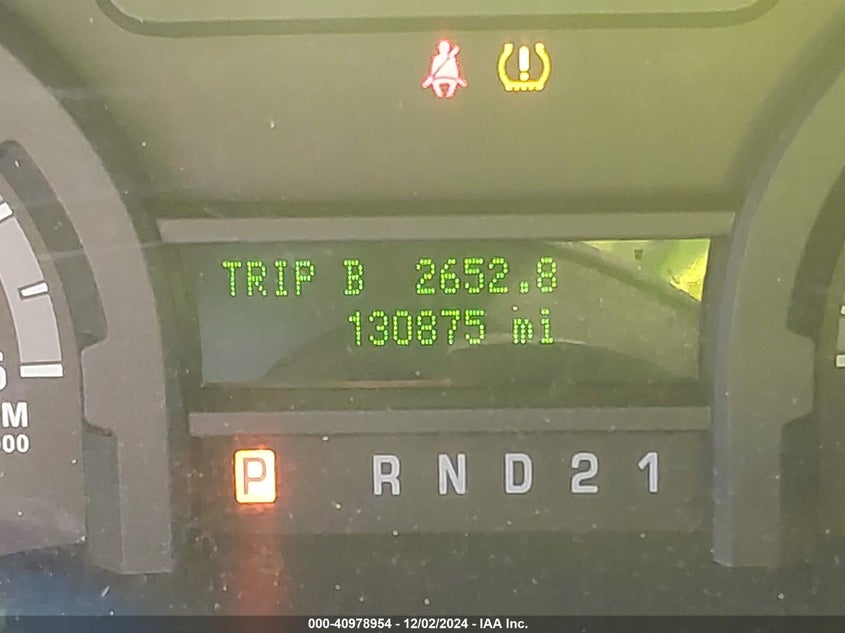 TRIP B 2652.8
130875 mi
P R N D 2 1
000-40978954 - 12/02/2024 - IAA Inc.